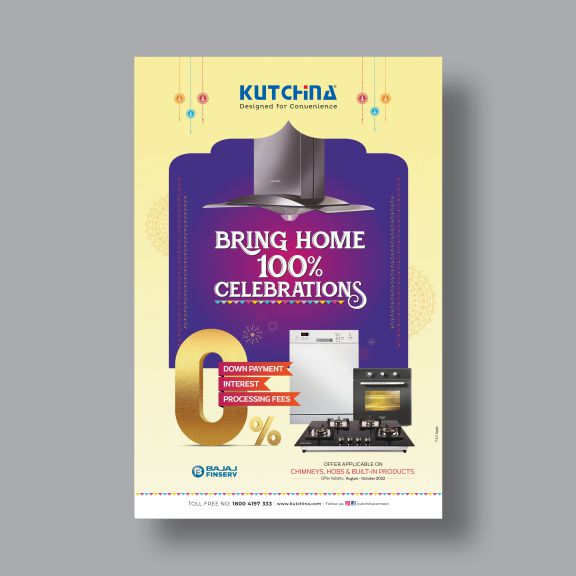 KUTCHINA
Designed for Convenience
BRING HOME
100%
CELEBRATIONS
0%
DOWN PAYMENT
INTEREST
PROCESSING FEES
B BAJAJ
FINSERV
OFFER APPLICABLE ON
CHIMNEYS, HOBS & BUILT-IN PRODUCTS.
Offer Validity: August - October 2022
T&C Apply
TOLL FREE NO: 1800 4197 333 | www.kutchina.com | Follow us: kutchinaconnect